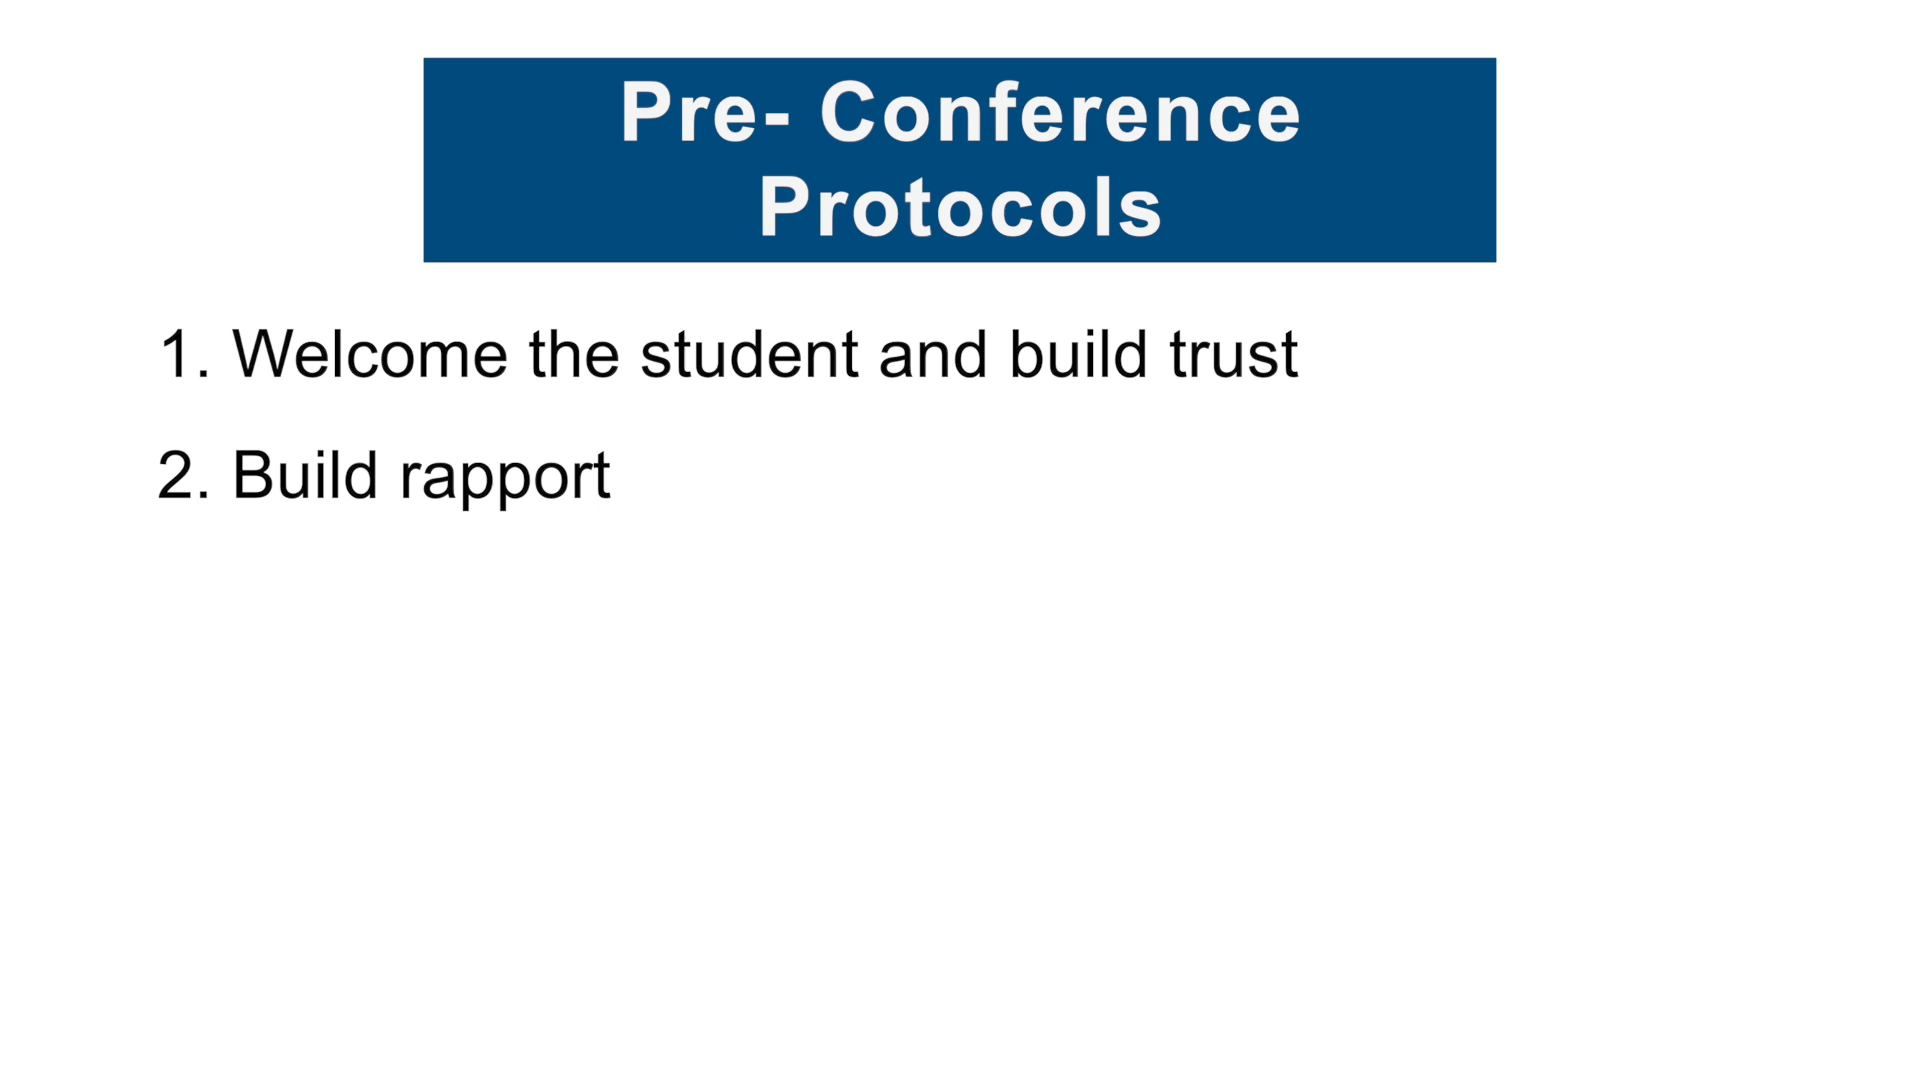 Pre- Conference
Protocols
1. Welcome the student and build trust
2. Build rapport